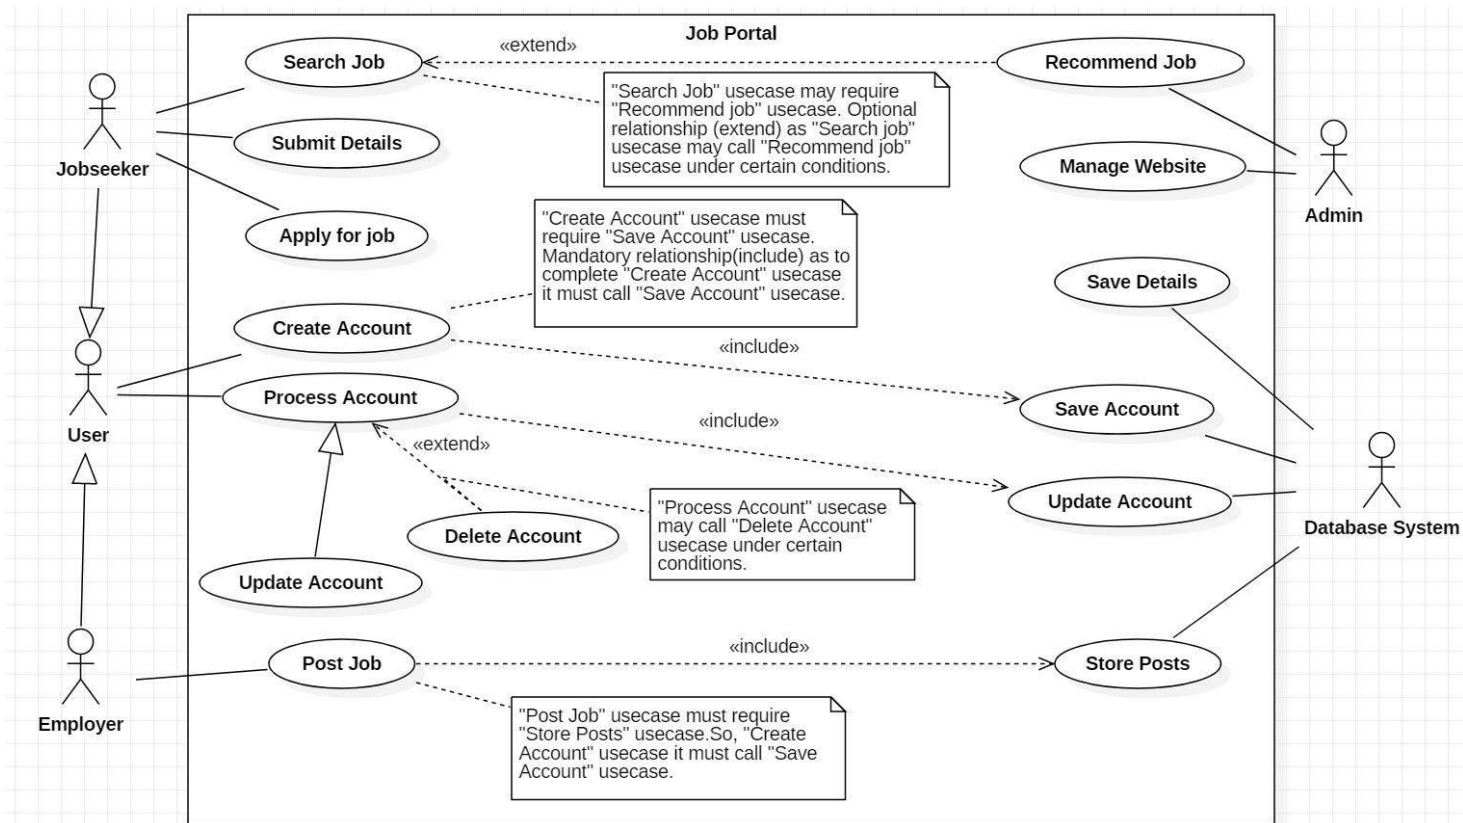 Job Portal
«extend»
Search Job
Recommend Job
"Search Job" usecase may require
"Recommend job" usecase. Optional
relationship (extend) as "Search job"
usecase may call "Recommend job"
usecase under certain conditions.
Submit Details
Jobseeker
Manage Website
Admin
"Create Account" usecase must
require "Save Account" usecase.
Mandatory relationship(include) as to
complete "Create Account" usecase
it must call "Save Account" usecase.
Apply for job
Save Details
Create Account
«include»
Process Account
Save Account
User
«include»
«extend»
Update Account
"Process Account" usecase
may call "Delete Account"
usecase under certain
conditions.
Database System
Delete Account
Update Account
«include»
Post Job
Store Posts
Employer
"Post Job" usecase must require
"Store Posts" usecase.So, "Create
Account" usecase it must call "Save
Account" usecase.